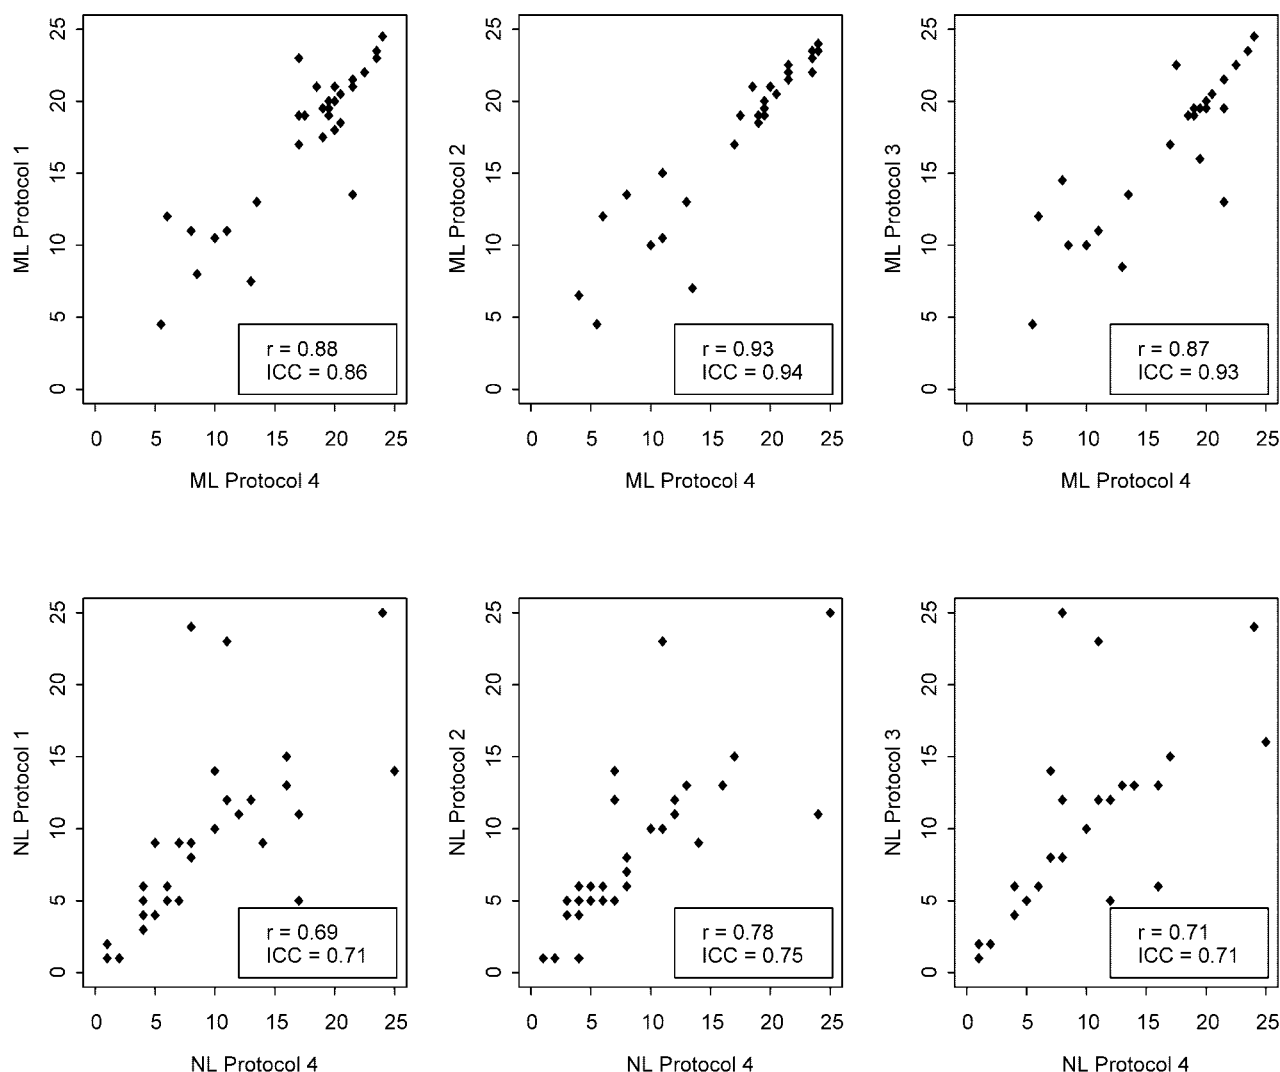 25
20
15
10
5
0
ML Protocol 1
r = 0.88
ICC = 0.86
0 5 10 15 20 25
ML Protocol 4
25
20
15
10
5
0
ML Protocol 2
r = 0.93
ICC = 0.94
0 5 10 15 20 25
ML Protocol 4
25
20
15
10
5
0
ML Protocol 3
r = 0.87
ICC = 0.93
0 5 10 15 20 25
ML Protocol 4
25
20
15
10
5
0
NL Protocol 1
r = 0.69
ICC = 0.71
0 5 10 15 20 25
NL Protocol 4
25
20
15
10
5
0
NL Protocol 2
r = 0.78
ICC = 0.75
0 5 10 15 20 25
NL Protocol 4
25
20
15
10
5
0
NL Protocol 3
r = 0.71
ICC = 0.71
0 5 10 15 20 25
NL Protocol 4